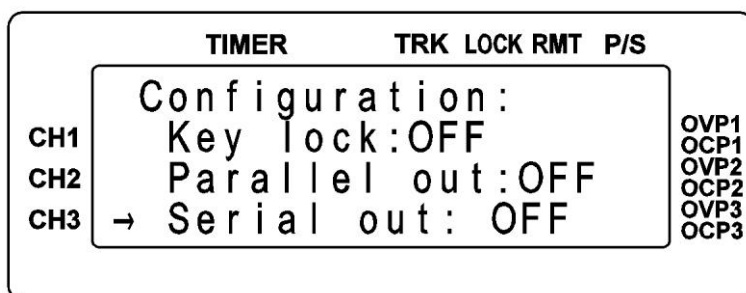 TIMER TRK LOCK RMT P/S
Configuration:
CH1 Key lock:OFF OVP1
OCP1
CH2 Parallel out:OFF OVP2
OCP2
CH3 → Serial out: OFF OVP3
OCP3